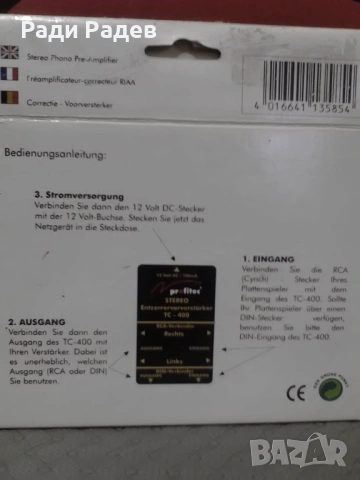 Ради Радев
Stereo Phono Pre-Amplifier
Préamplificateur-correcteur RIAA
Correctie - Voorversterker
4 016641 135854
Bedienungsanleitung:
3. Stromversorgung
Verbinden Sie dann den 12 Volt DC-Stecker
mit der 12 Volt-Buchse. Stecken Sie jetzt das
Netzgerät in die Steckdose.
1. EINGANG
Verbinden Sie die RCA
(Cynch) Stecker Ihres
Plattenspieler mit dem
Eingang des TC-400. Sollte
Ihr Plattenspieler über einen
DIN-Stecker verfügen,
benutzen Sie bitte den
DIN-Eingang des TC-400.
2. AUSGANG
Verbinden Sie dann den
Ausgang des TC-400 mit
Ihren Verstärker. Dabei ist
es unerheblich, welchen
Ausgang (RCA oder DIN)
Sie benutzen.
profitec
STEREO
Entzerrervorverstärker
TC - 400
Rechts
Links
CE
BAZAR